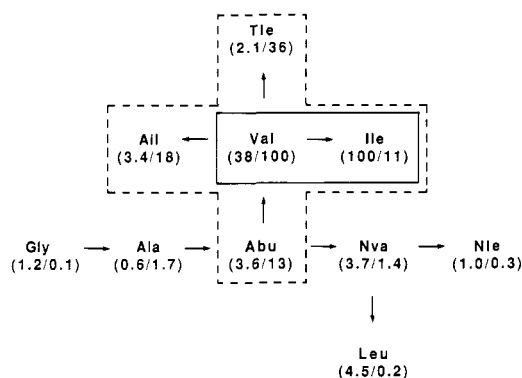 Tle
(2.1/36)
Ail Val Ile
(3.4/18) (38/100) (100/11)
Gly Ala Abu Nva Nle
(1.2/0.1) (0.6/1.7) (3.6/13) (3.7/1.4) (1.0/0.3)
Leu
(4.5/0.2)